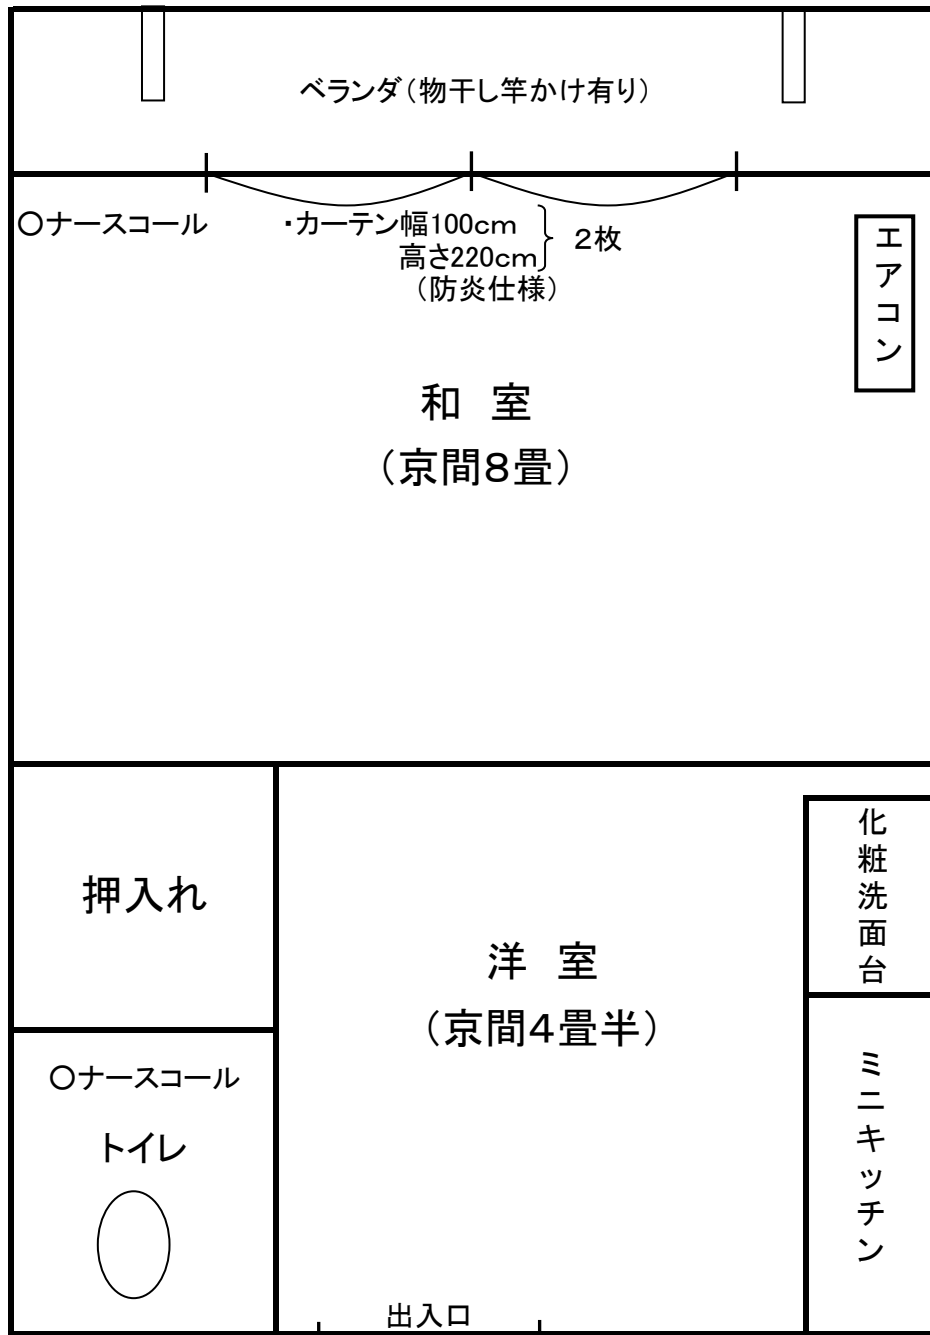 ベランダ（物干し竿かけ有り）
○ナースコール
・カーテン幅100cm
高さ220cm
２枚
（防炎仕様）
エアコン
和　室
（京間８畳）
押入れ
化粧洗面台
洋　室
（京間４畳半）
○ナースコール
トイレ
ミニキッチン
出入口